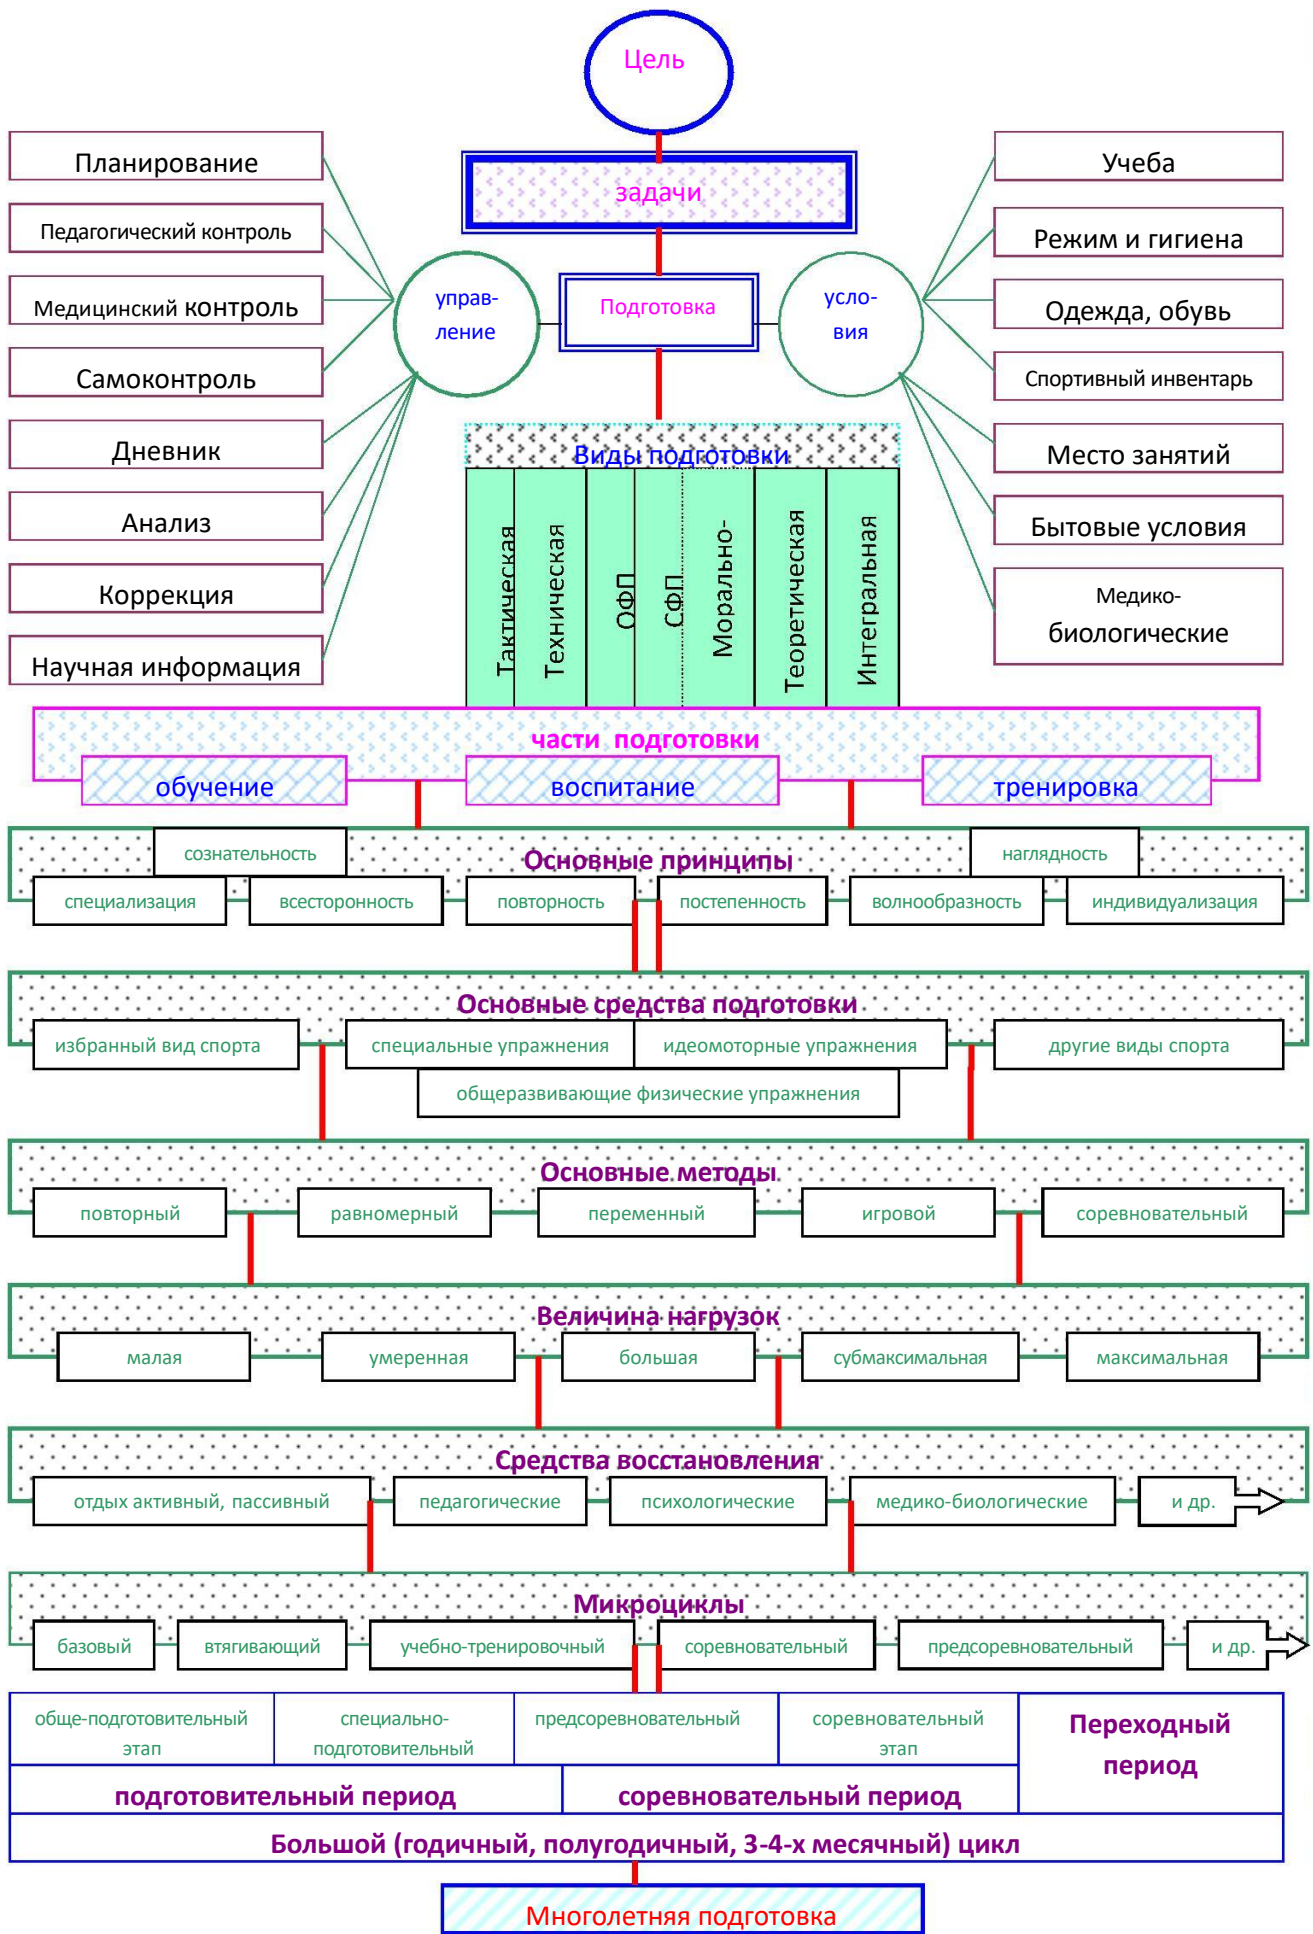 Цель
задачи
Подготовка
управ-
ление
усло-
вия
Планирование
Педагогический контроль
Медицинский контроль
Самоконтроль
Дневник
Анализ
Коррекция
Научная информация
Учеба
Режим и гигиена
Одежда, обувь
Спортивный инвентарь
Место занятий
Бытовые условия
Медико-
биологические
Виды подготовки
Тактическая
Техническая
ОФП
СФП
Морально-
Теоретическая
Интегральная
части подготовки
обучение
воспитание
тренировка
Основные принципы
сознательность
наглядность
специализация
всесторонность
повторность
постепенность
волнообразность
индивидуализация
Основные средства подготовки
избранный вид спорта
специальные упражнения
идеомоторные упражнения
другие виды спорта
общеразвивающие физические упражнения
Основные методы
повторный
равномерный
переменный
игровой
соревновательный
Величина нагрузок
малая
умеренная
большая
субмаксимальная
максимальная
Средства восстановления
отдых активный, пассивный
педагогические
психологические
медико-биологические
и др.
Микроциклы
базовый
втягивающий
учебно-тренировочный
соревновательный
предсоревновательный
и др.
обще-подготовительный
этап
специально-
подготовительный
предсоревновательный
соревновательный
этап
Переходный
период
подготовительный период
соревновательный период
Большой (годичный, полугодичный, 3-4-х месячный) цикл
Многолетняя подготовка